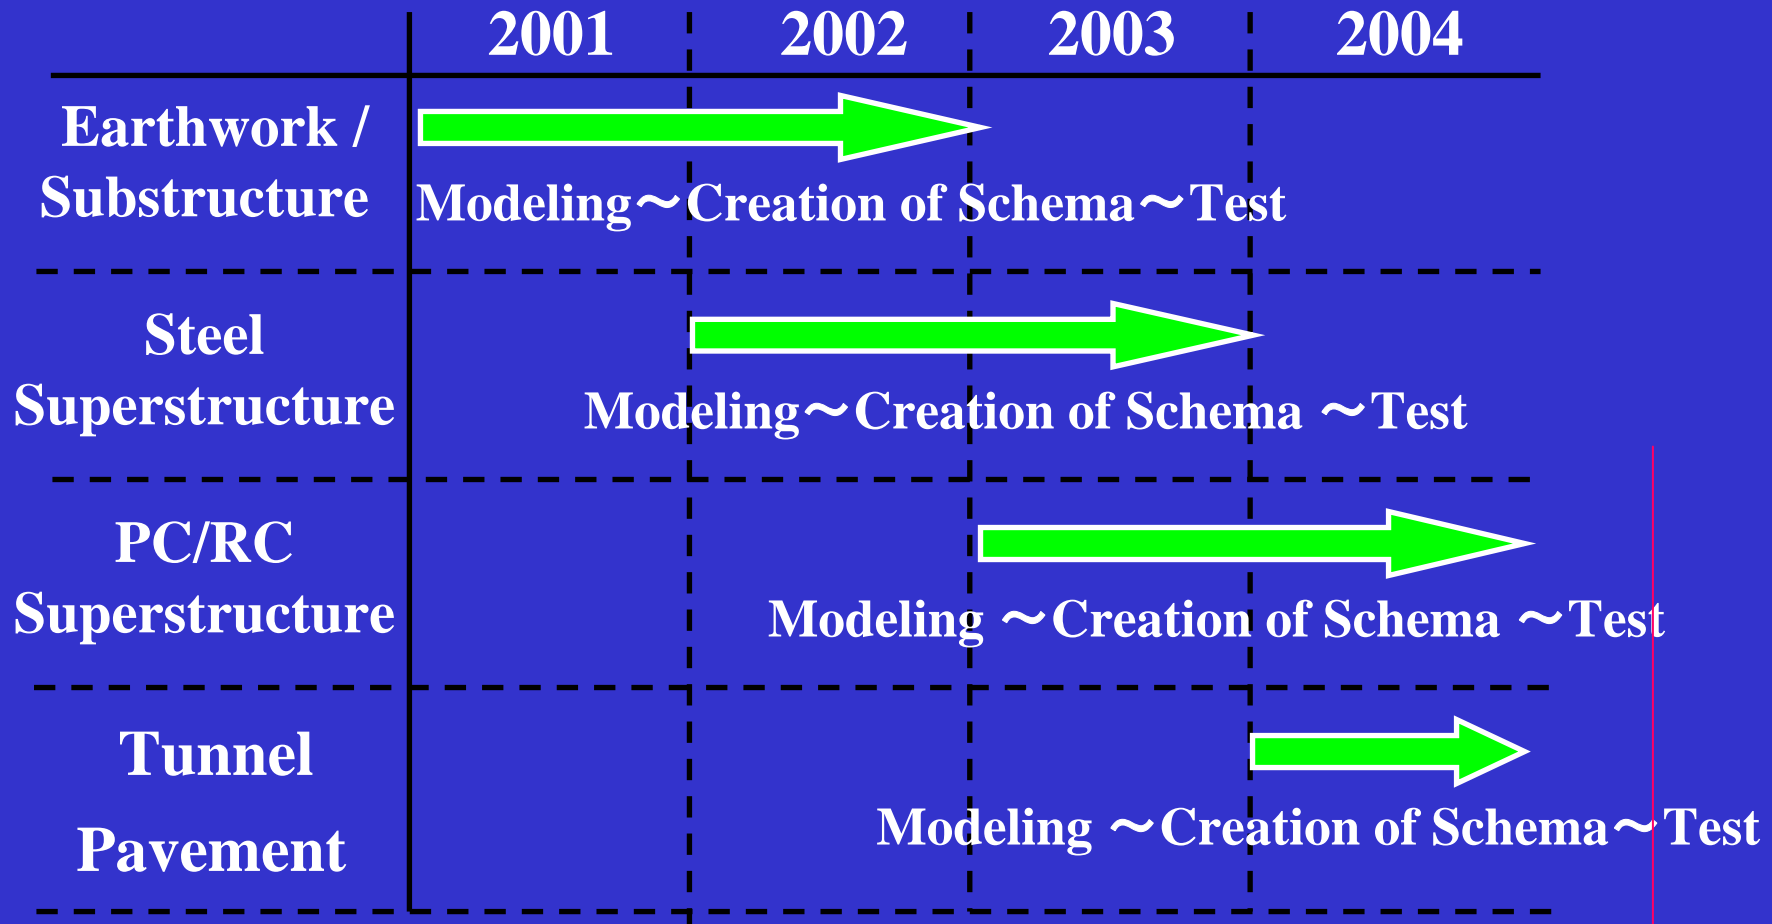 2001 2002 2003 2004
Earthwork /
Substructure
Modeling～Creation of Schema～Test
Steel
Superstructure
Modeling～Creation of Schema ～Test
PC/RC
Superstructure
Modeling ～Creation of Schema ～Test
Tunnel
Pavement
Modeling ～Creation of Schema～Test